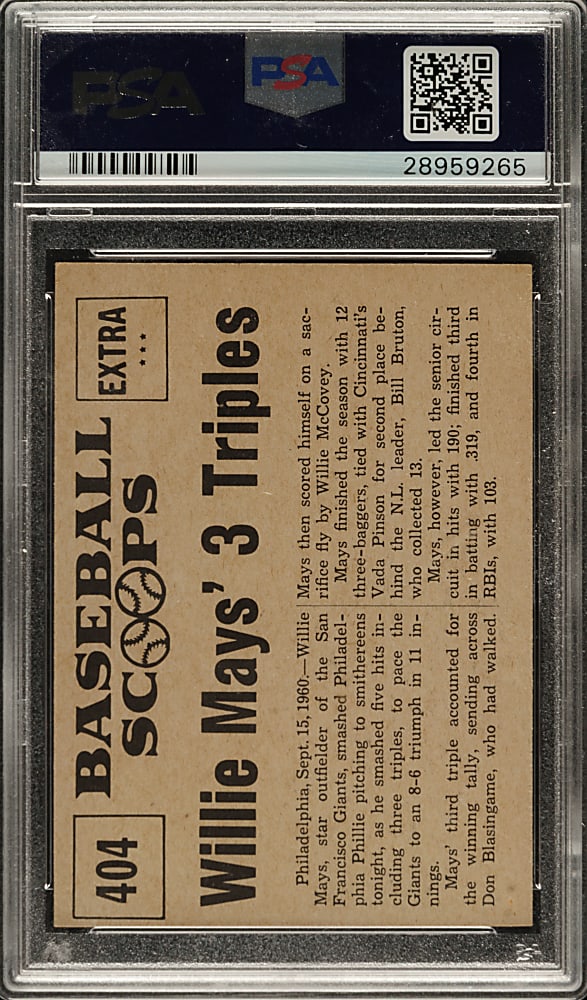 PSA
PSA
28959265
404
BASEBALL
SCOOPS
EXTRA
Willie Mays' 3 Triples
Philadelphia, Sept. 15, 1960:—Willie
Mays, star outfielder of the San
Francisco Giants, smashed Philadel-
phia Phillie pitching to smithereens
tonight, as he smashed five hits in-
cluding three triples, to pace the
Giants to an 8-6 triumph in 11 in-
nings.
Mays' third triple accounted for
the winning tally, sending across
Don Blasingame, who had walked.
Mays then scored himself on a sac-
rifice fly by Willie McCovey.
Mays finished the season with 12
three-baggers, tied with Cincinnati's
Vada Pinson for second place be-
hind the N.L. leader, Bill Bruton,
who collected 13.
Mays, however, led the senior cir-
cuit in hits with 190; finished third
in batting with .319, and fourth in
RBIs, with 103.